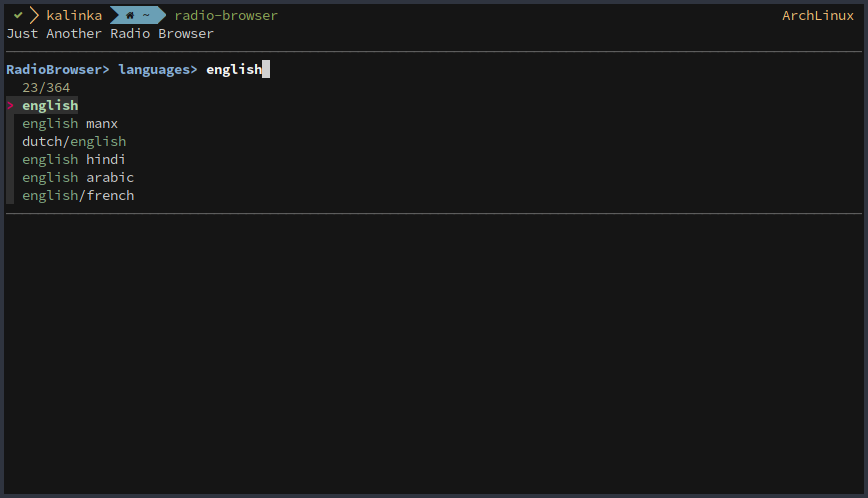 ✔ kalinka ~ radio-browser ArchLinux
Just Another Radio Browser
RadioBrowser> languages> english
23/364
> english
english manx
dutch/english
english hindi
english arabic
english/french